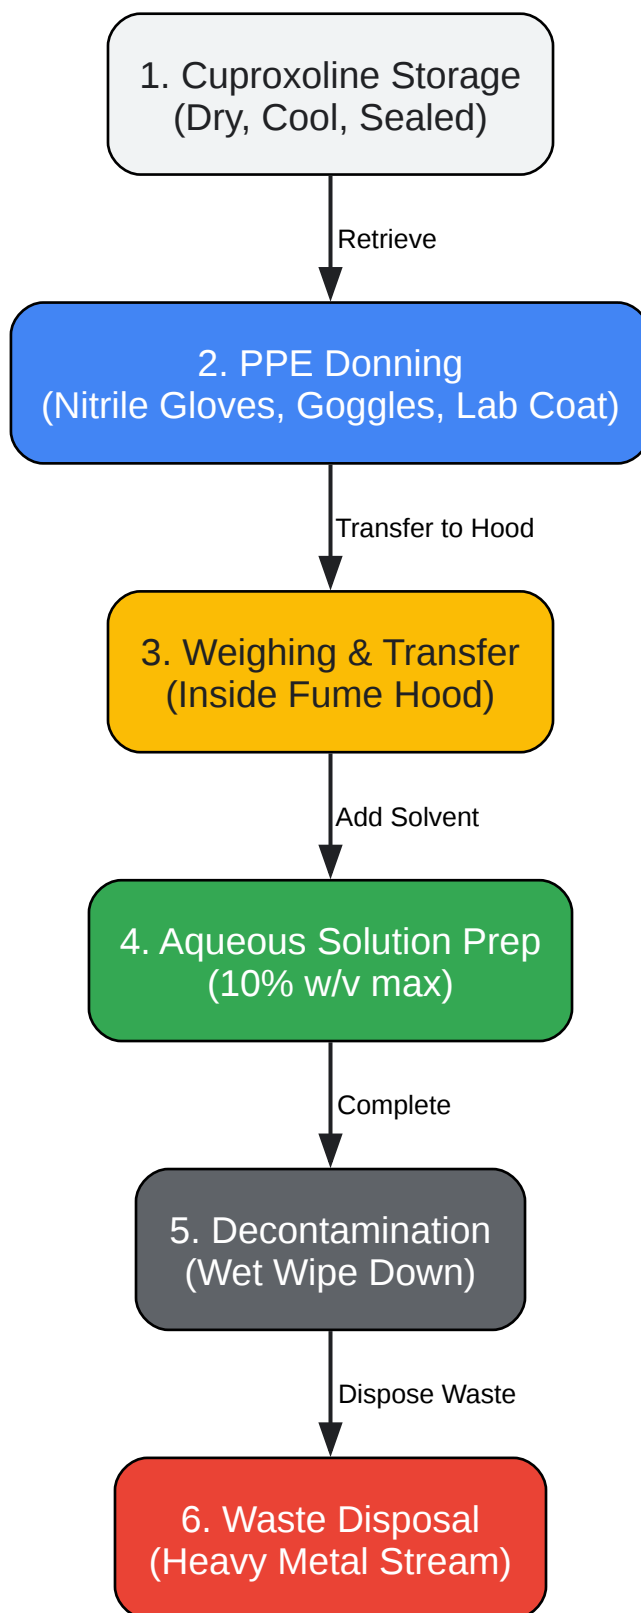 1. Cuproxoline Storage
(Dry, Cool, Sealed)
Retrieve
2. PPE Donning
(Nitrile Gloves, Goggles, Lab Coat)
Transfer to Hood
3. Weighing & Transfer
(Inside Fume Hood)
Add Solvent
4. Aqueous Solution Prep
(10% w/v max)
Complete
5. Decontamination
(Wet Wipe Down)
Dispose Waste
6. Waste Disposal
(Heavy Metal Stream)